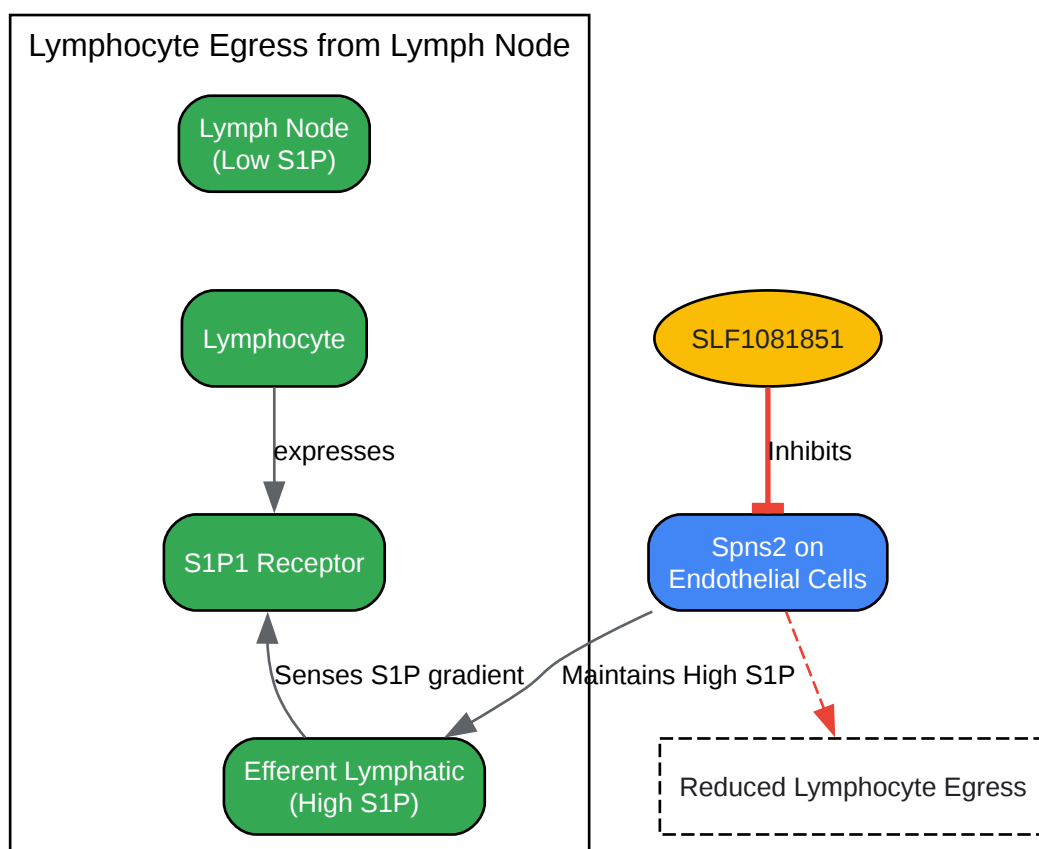 Lymphocyte Egress from Lymph Node
Lymph Node
(Low S1P)
Lymphocyte
SLF1081851
expresses
Inhibits
S1P1 Receptor
Spns2 on
Endothelial Cells
Senses S1P gradient
Maintains High S1P
Efferent Lymphatic
(High S1P)
Reduced Lymphocyte Egress